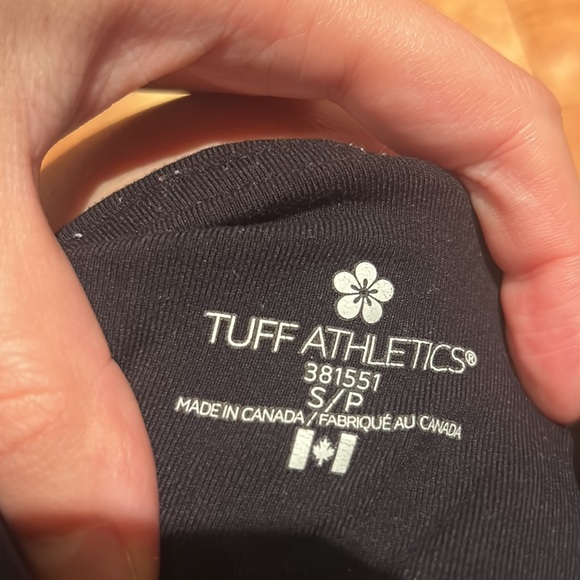 TUFF ATHLETICS®
381551
S/P
MADE IN CANADA / FABRIQUÉ AU CANADA